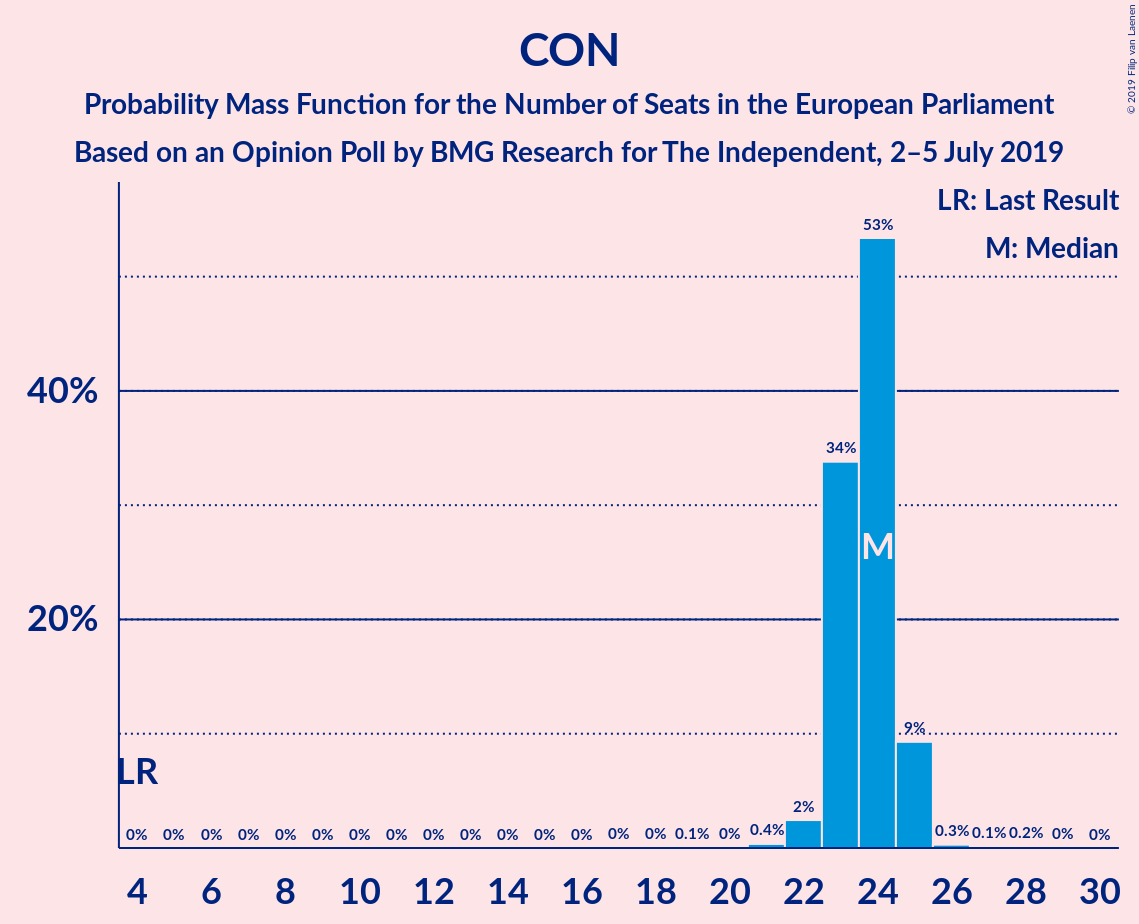 CON
Probability Mass Function for the Number of Seats in the European Parliament
Based on an Opinion Poll by BMG Research for The Independent, 2–5 July 2019
© 2019 Filip van Laenen
LR: Last Result
M: Median
53%
40%
34%
M
20%
9%
LR
2%
0% 0% 0% 0% 0% 0% 0% 0% 0% 0% 0% 0% 0% 0% 0% 0.1% 0% 0.4% 0.3% 0.1% 0.2% 0% 0%
4 6 8 10 12 14 16 18 20 22 24 26 28 30